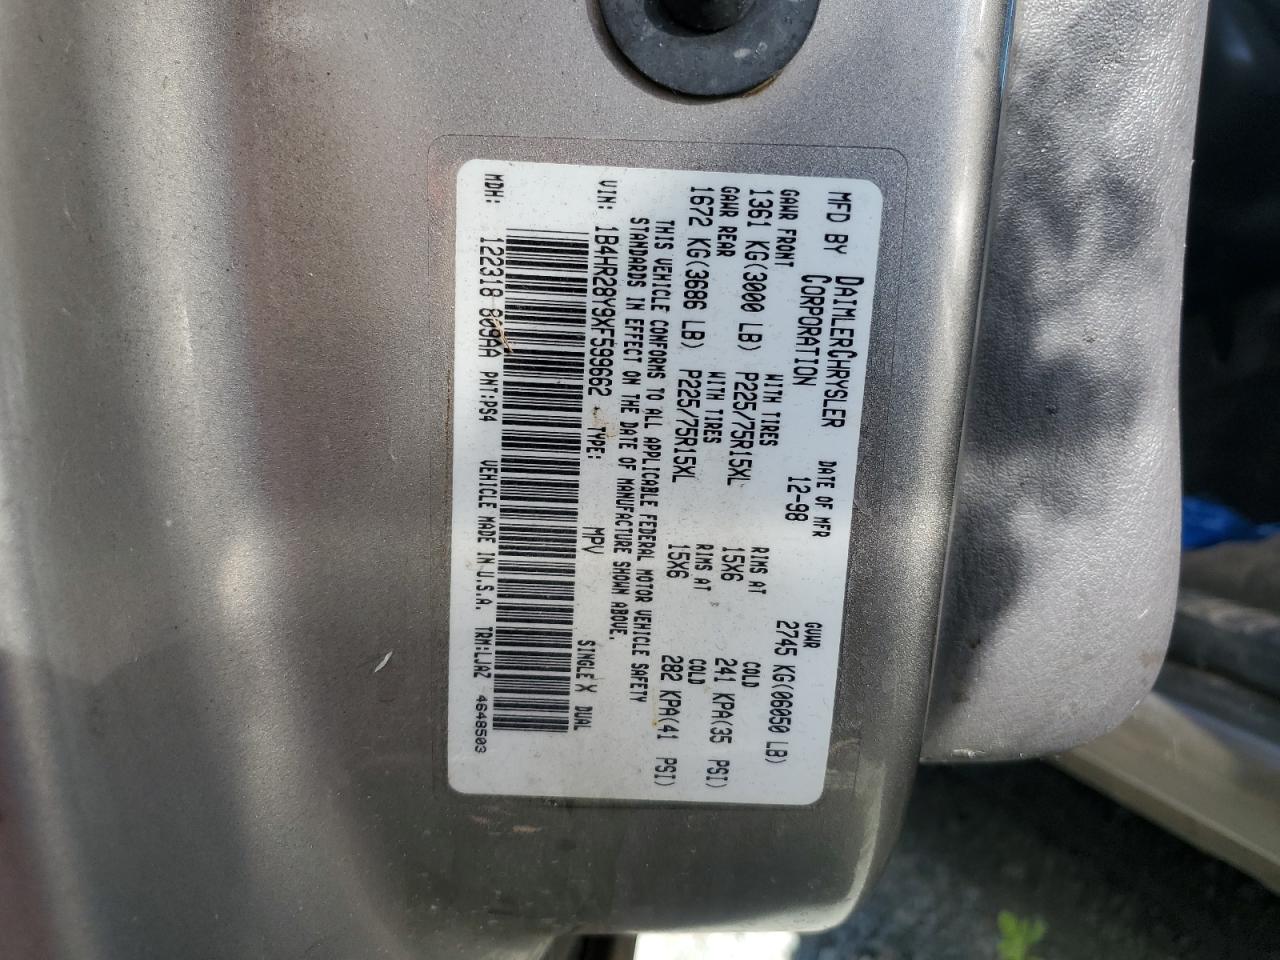 MFD BY DAIMLERCHRYSLER CORPORATION DATE OF MFR 12-98 GVWR 2745 KG(06050 LB)
GAWR FRONT WITH TIRES RIMS AT COLD
1361 KG(3000 LB) P225/75R15XL 15X6 241 KPA(35 PSI)
GAWR REAR WITH TIRES RIMS AT COLD
1672 KG(3686 LB) P225/75R15XL 15X6 282 KPA(41 PSI)
THIS VEHICLE CONFORMS TO ALL APPLICABLE FEDERAL MOTOR VEHICLE SAFETY
STANDARDS IN EFFECT ON THE DATE OF MANUFACTURE SHOWN ABOVE.
VIN: 1B4HR28Y9XF599662 TYPE: MPV SINGLE X DUAL
MDH: 122318 809AA PNT:PS4 VEHICLE MADE IN U.S.A. TRM:LJAZ 4648503